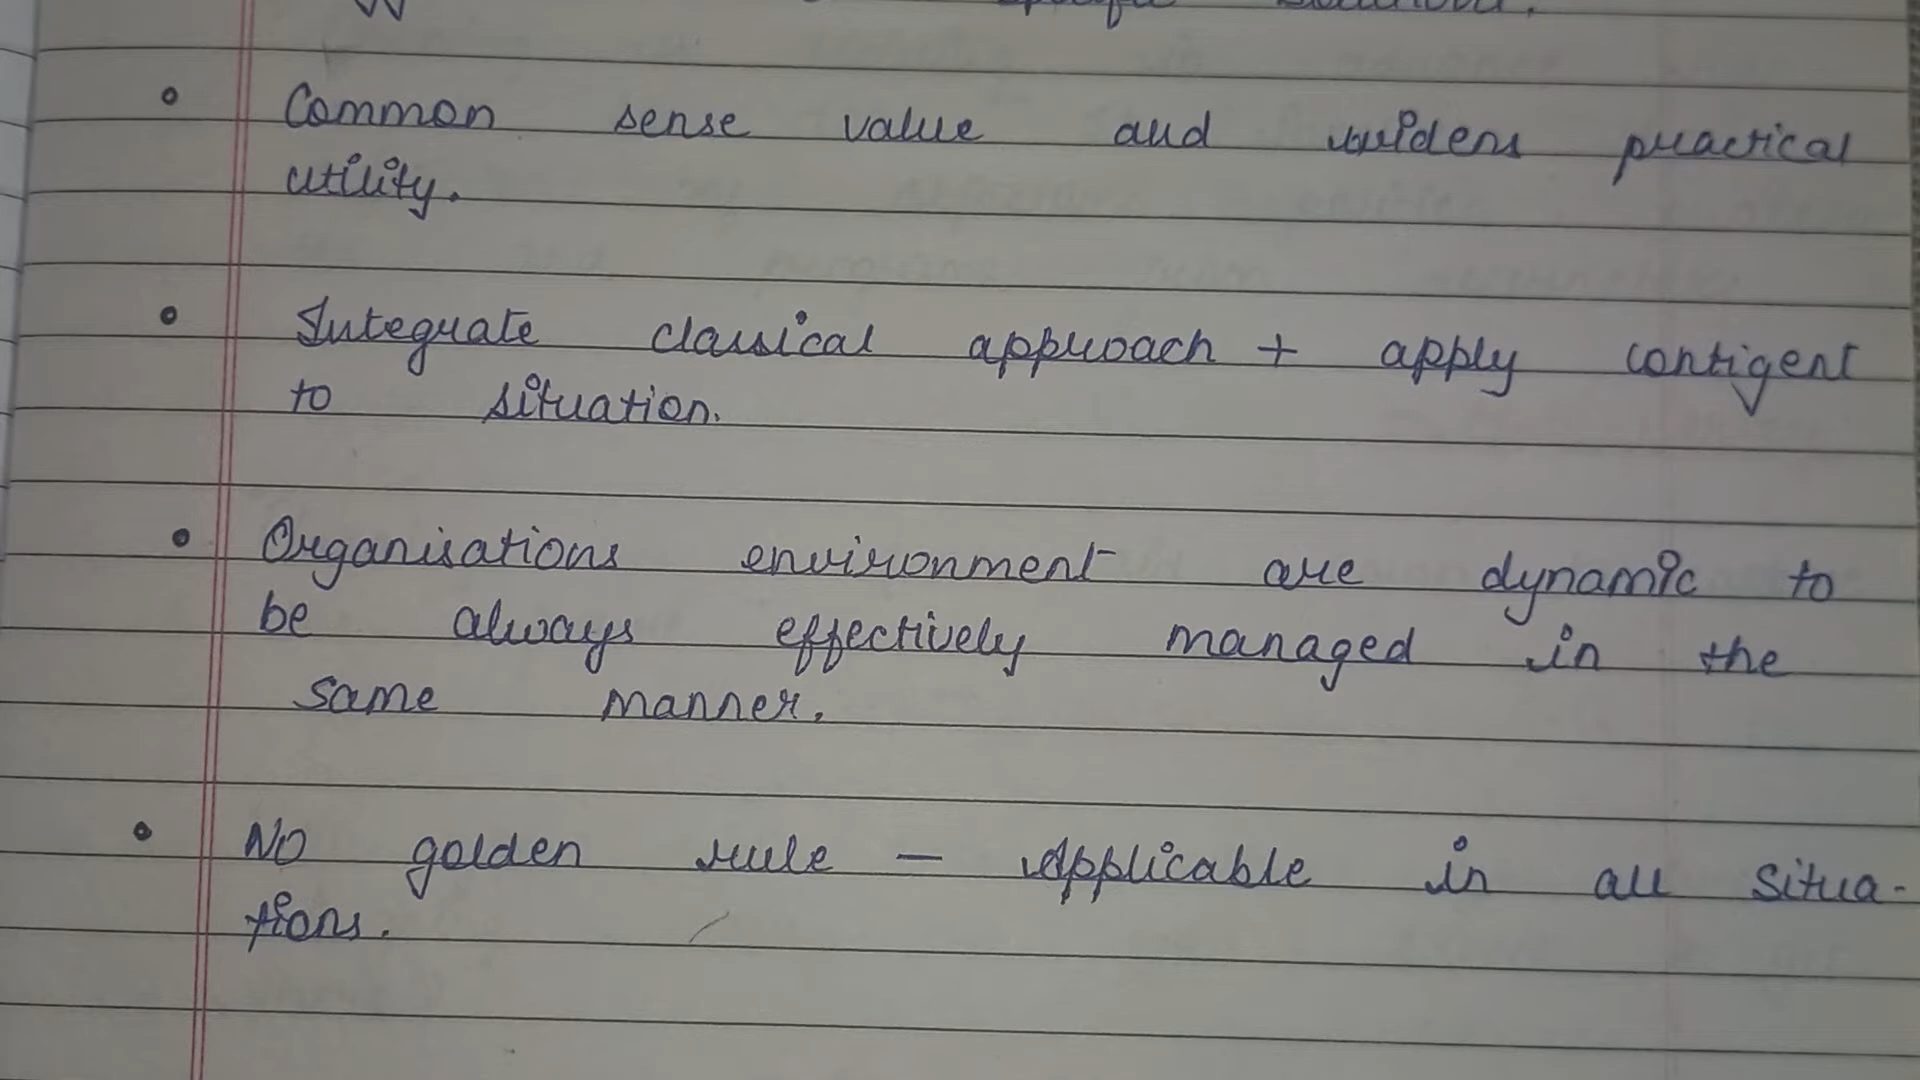 • Common sense value and widens practical
utility.
• Integrate classical approach + apply contigent
to situation.
• Organisations environment are dynamic to
be always effectively managed in the
same manner.
• No golden rule — applicable in all situa-
tions.